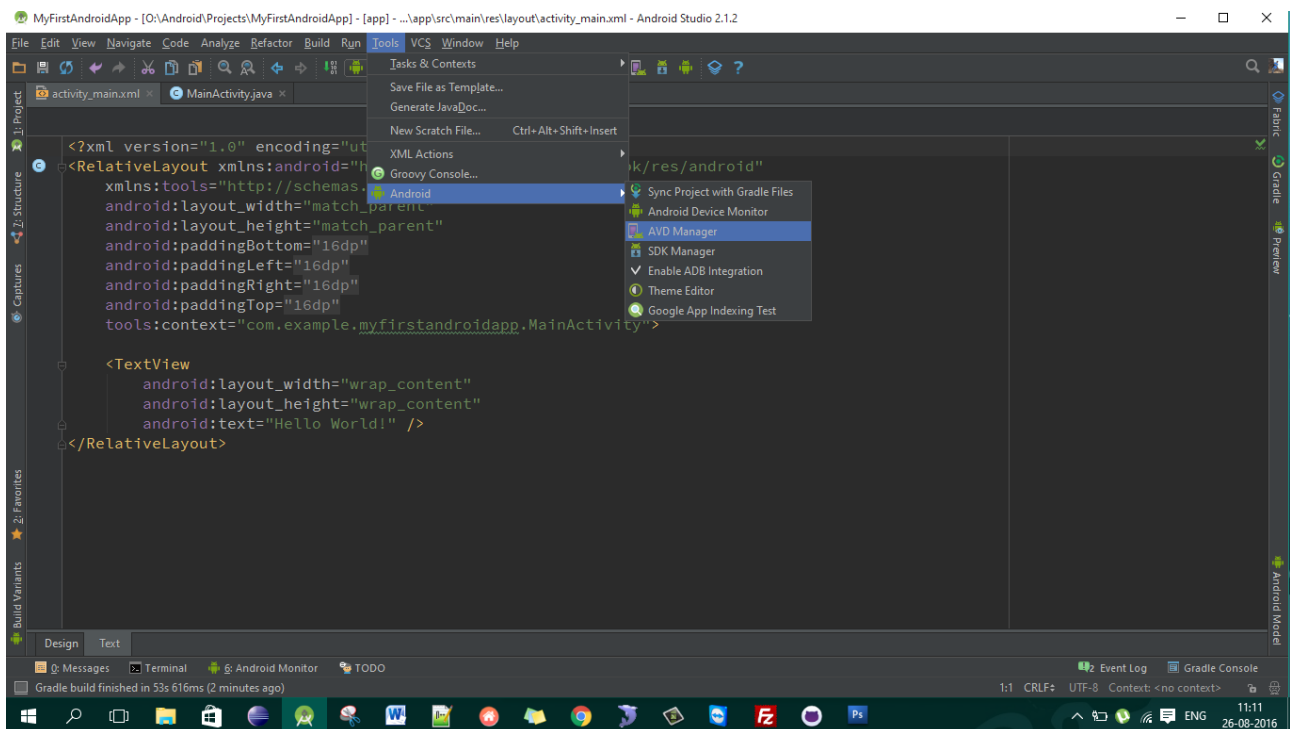 MyFirstAndroidApp - [O:\Android\Projects\MyFirstAndroidApp] - [app] - ...\app\src\main\res\layout\activity_main.xml - Android Studio 2.1.2
File Edit View Navigate Code Analyze Refactor Build Run Tools VCS Window Help
Tasks & Contexts
Save File as Template...
Generate JavaDoc...
New Scratch File... Ctrl+Alt+Shift+Insert
XML Actions
Groovy Console...
Android
Sync Project with Gradle Files
Android Device Monitor
AVD Manager
SDK Manager
Enable ADB Integration
Theme Editor
Google App Indexing Test
activity_main.xml
MainActivity.java
1: Project
7: Structure
Captures
2: Favorites
Build Variants
<?xml version="1.0" encoding="ut
<RelativeLayout xmlns:android="h k/res/android"
xmlns:tools="http://schemas.
android:layout_width="match_parent"
android:layout_height="match_parent"
android:paddingBottom="16dp"
android:paddingLeft="16dp"
android:paddingRight="16dp"
android:paddingTop="16dp"
tools:context="com.example.myfirstandroidapp.MainActivity">
<TextView
android:layout_width="wrap_content"
android:layout_height="wrap_content"
android:text="Hello World!" />
</RelativeLayout>
Fabric
Gradle
Preview
Android Model
Design Text
0: Messages Terminal 6: Android Monitor TODO
2 Event Log Gradle Console
Gradle build finished in 53s 616ms (2 minutes ago)
1:1 CRLF UTF-8 Context: <no context>
Ps
ENG
11:11
26-08-2016